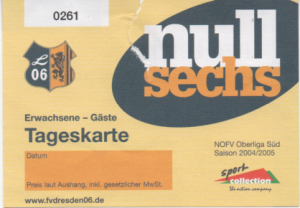 0261
L
06
null
sechs
Erwachsene – Gäste
Tageskarte
Datum
NOFV Oberliga Süd
Saison 2004/2005
sport
collection
the active company
Preis laut Aushang, inkl. gesetzlicher MwSt.
www.fvdresden06.de